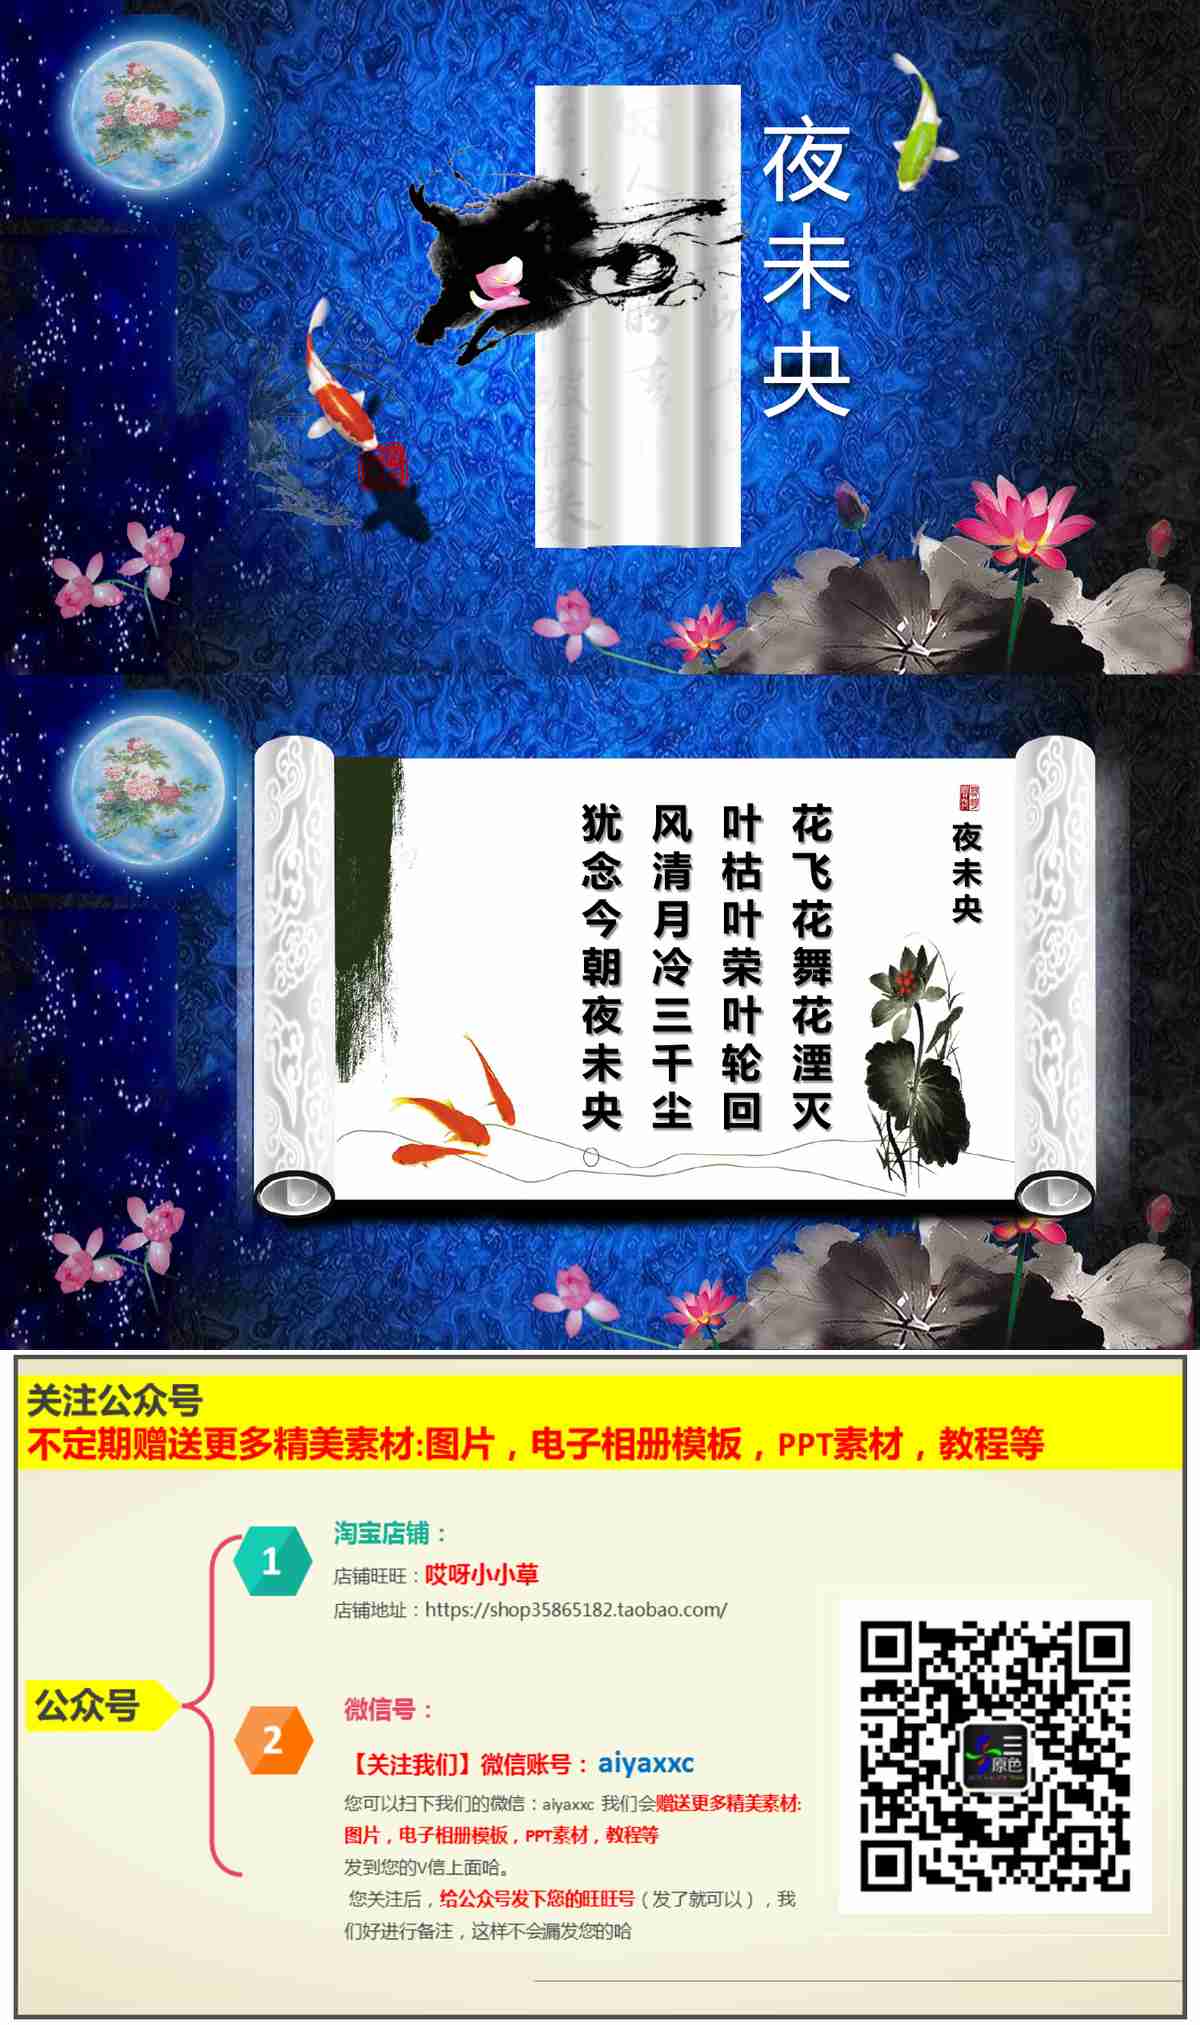 夜未央
夜未央
花飞花舞花湮灭
叶枯叶荣叶轮回
风清月冷三千尘
犹念今朝夜未央
关注公众号
不定期赠送更多精美素材:图片，电子相册模板，PPT素材，教程等
公众号
1
淘宝店铺：
店铺旺旺：哎呀小小草
店铺地址：https://shop35865182.taobao.com/
2
微信号：
【关注我们】微信账号：aiyaxxc
您可以扫下我们的微信：aiyaxxc 我们会赠送更多精美素材:
图片，电子相册模板，PPT素材，教程等
发到您的V信上面哈。
您关注后，给公众号发下您的旺旺号（发了就可以），我
们好进行备注，这样不会漏发您的哈
三
原色